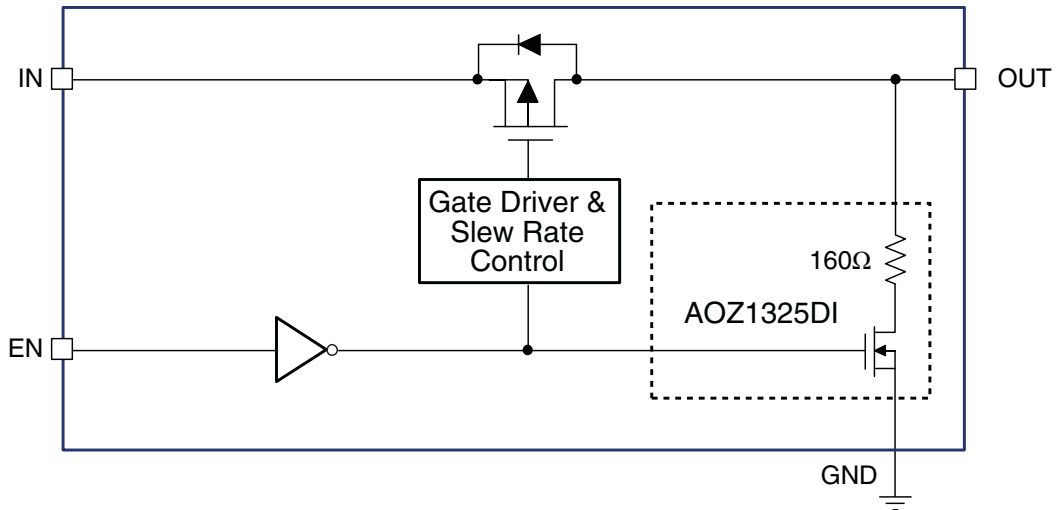 IN
OUT
Gate Driver &
Slew Rate
Control
160Ω
AOZ1325DI
EN
GND